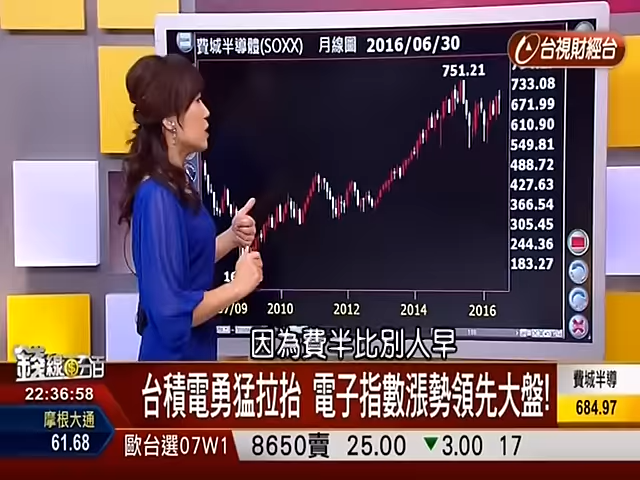 費城半導體(SOXX) 月線圖 2016/06/30
台視財經台
751.21
733.08
671.99
610.90
549.81
488.72
427.63
366.54
305.45
244.36
183.27
16
07/09 2010 2012 2014 2016
因為費半比別人早
錢線百分百
22:36:58
台積電勇猛拉抬 電子指數漲勢領先大盤!
費城半導
684.97
摩根大通
61.68
歐台選07W1 8650賣 25.00 ▼3.00 17